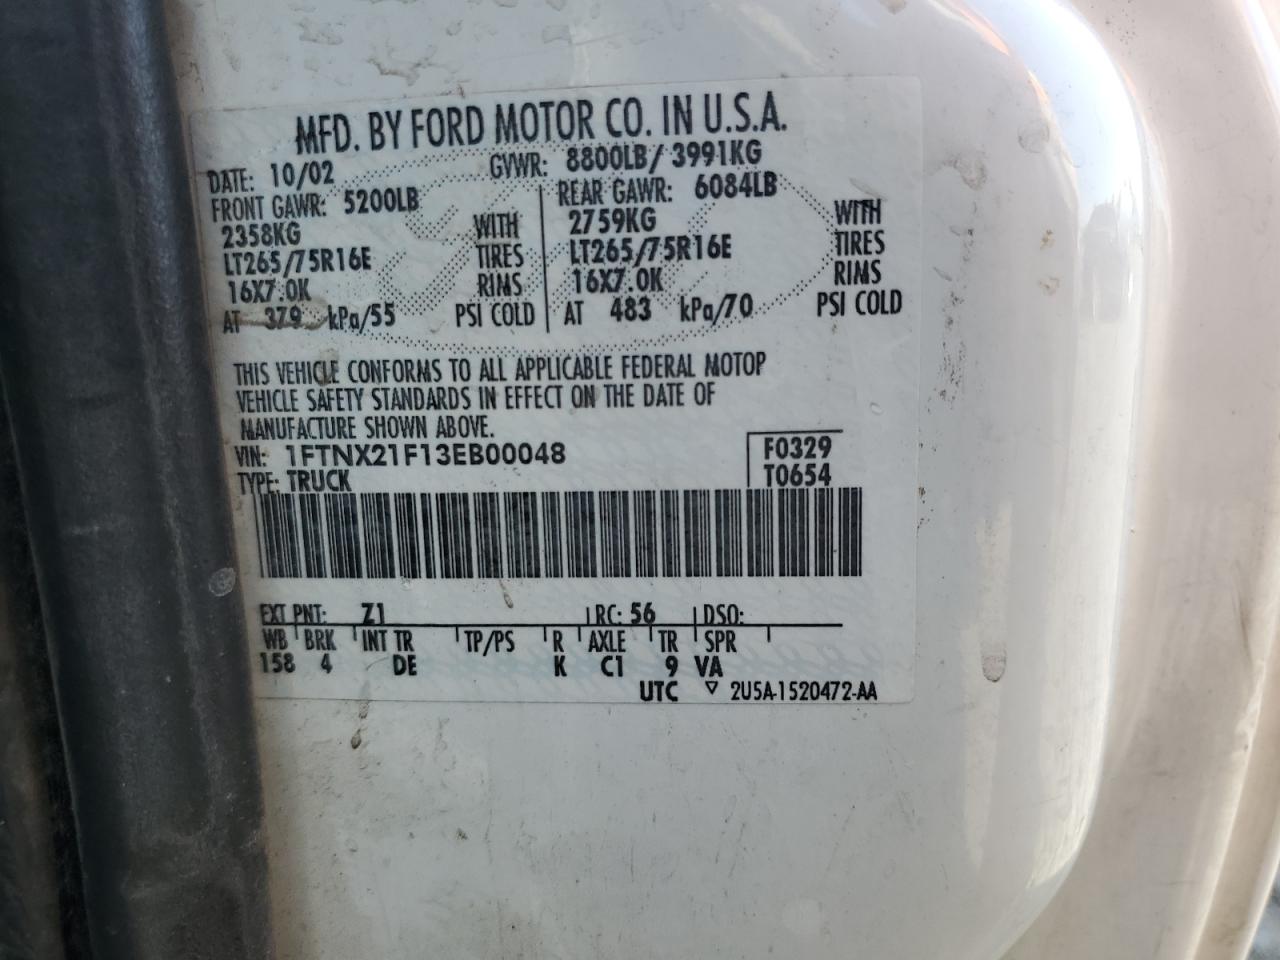 MFD. BY FORD MOTOR CO. IN U.S.A.
DATE: 10/02 GVWR: 8800LB/ 3991KG
FRONT GAWR: 5200LB REAR GAWR: 6084LB
2358KG WITH 2759KG WITH
LT265/75R16E TIRES LT265/75R16E TIRES
16X7.0K RIMS 16X7.0K RIMS
AT 379 kPa/55 PSI COLD AT 483 kPa/70 PSI COLD
THIS VEHICLE CONFORMS TO ALL APPLICABLE FEDERAL MOTOR
VEHICLE SAFETY STANDARDS IN EFFECT ON THE DATE OF
MANUFACTURE SHOWN ABOVE.
VIN: 1FTNX21F13EB00048 F0329
TYPE: TRUCK T0654
EXT PNT: Z1 RC: 56 DSO:
WB BRK INT TR TP/PS R AXLE TR SPR
158 4 DE K C1 9 VA
UTC ▽ 2U5A-1520472-AA